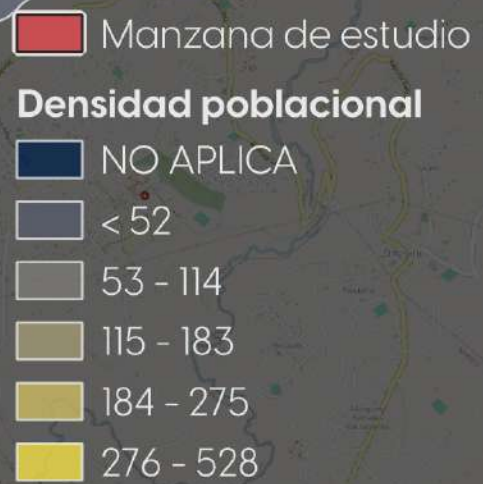 Manzana de estudio
Densidad poblacional
NO APLICA
< 52
53 - 114
115 - 183
184 - 275
276 - 528